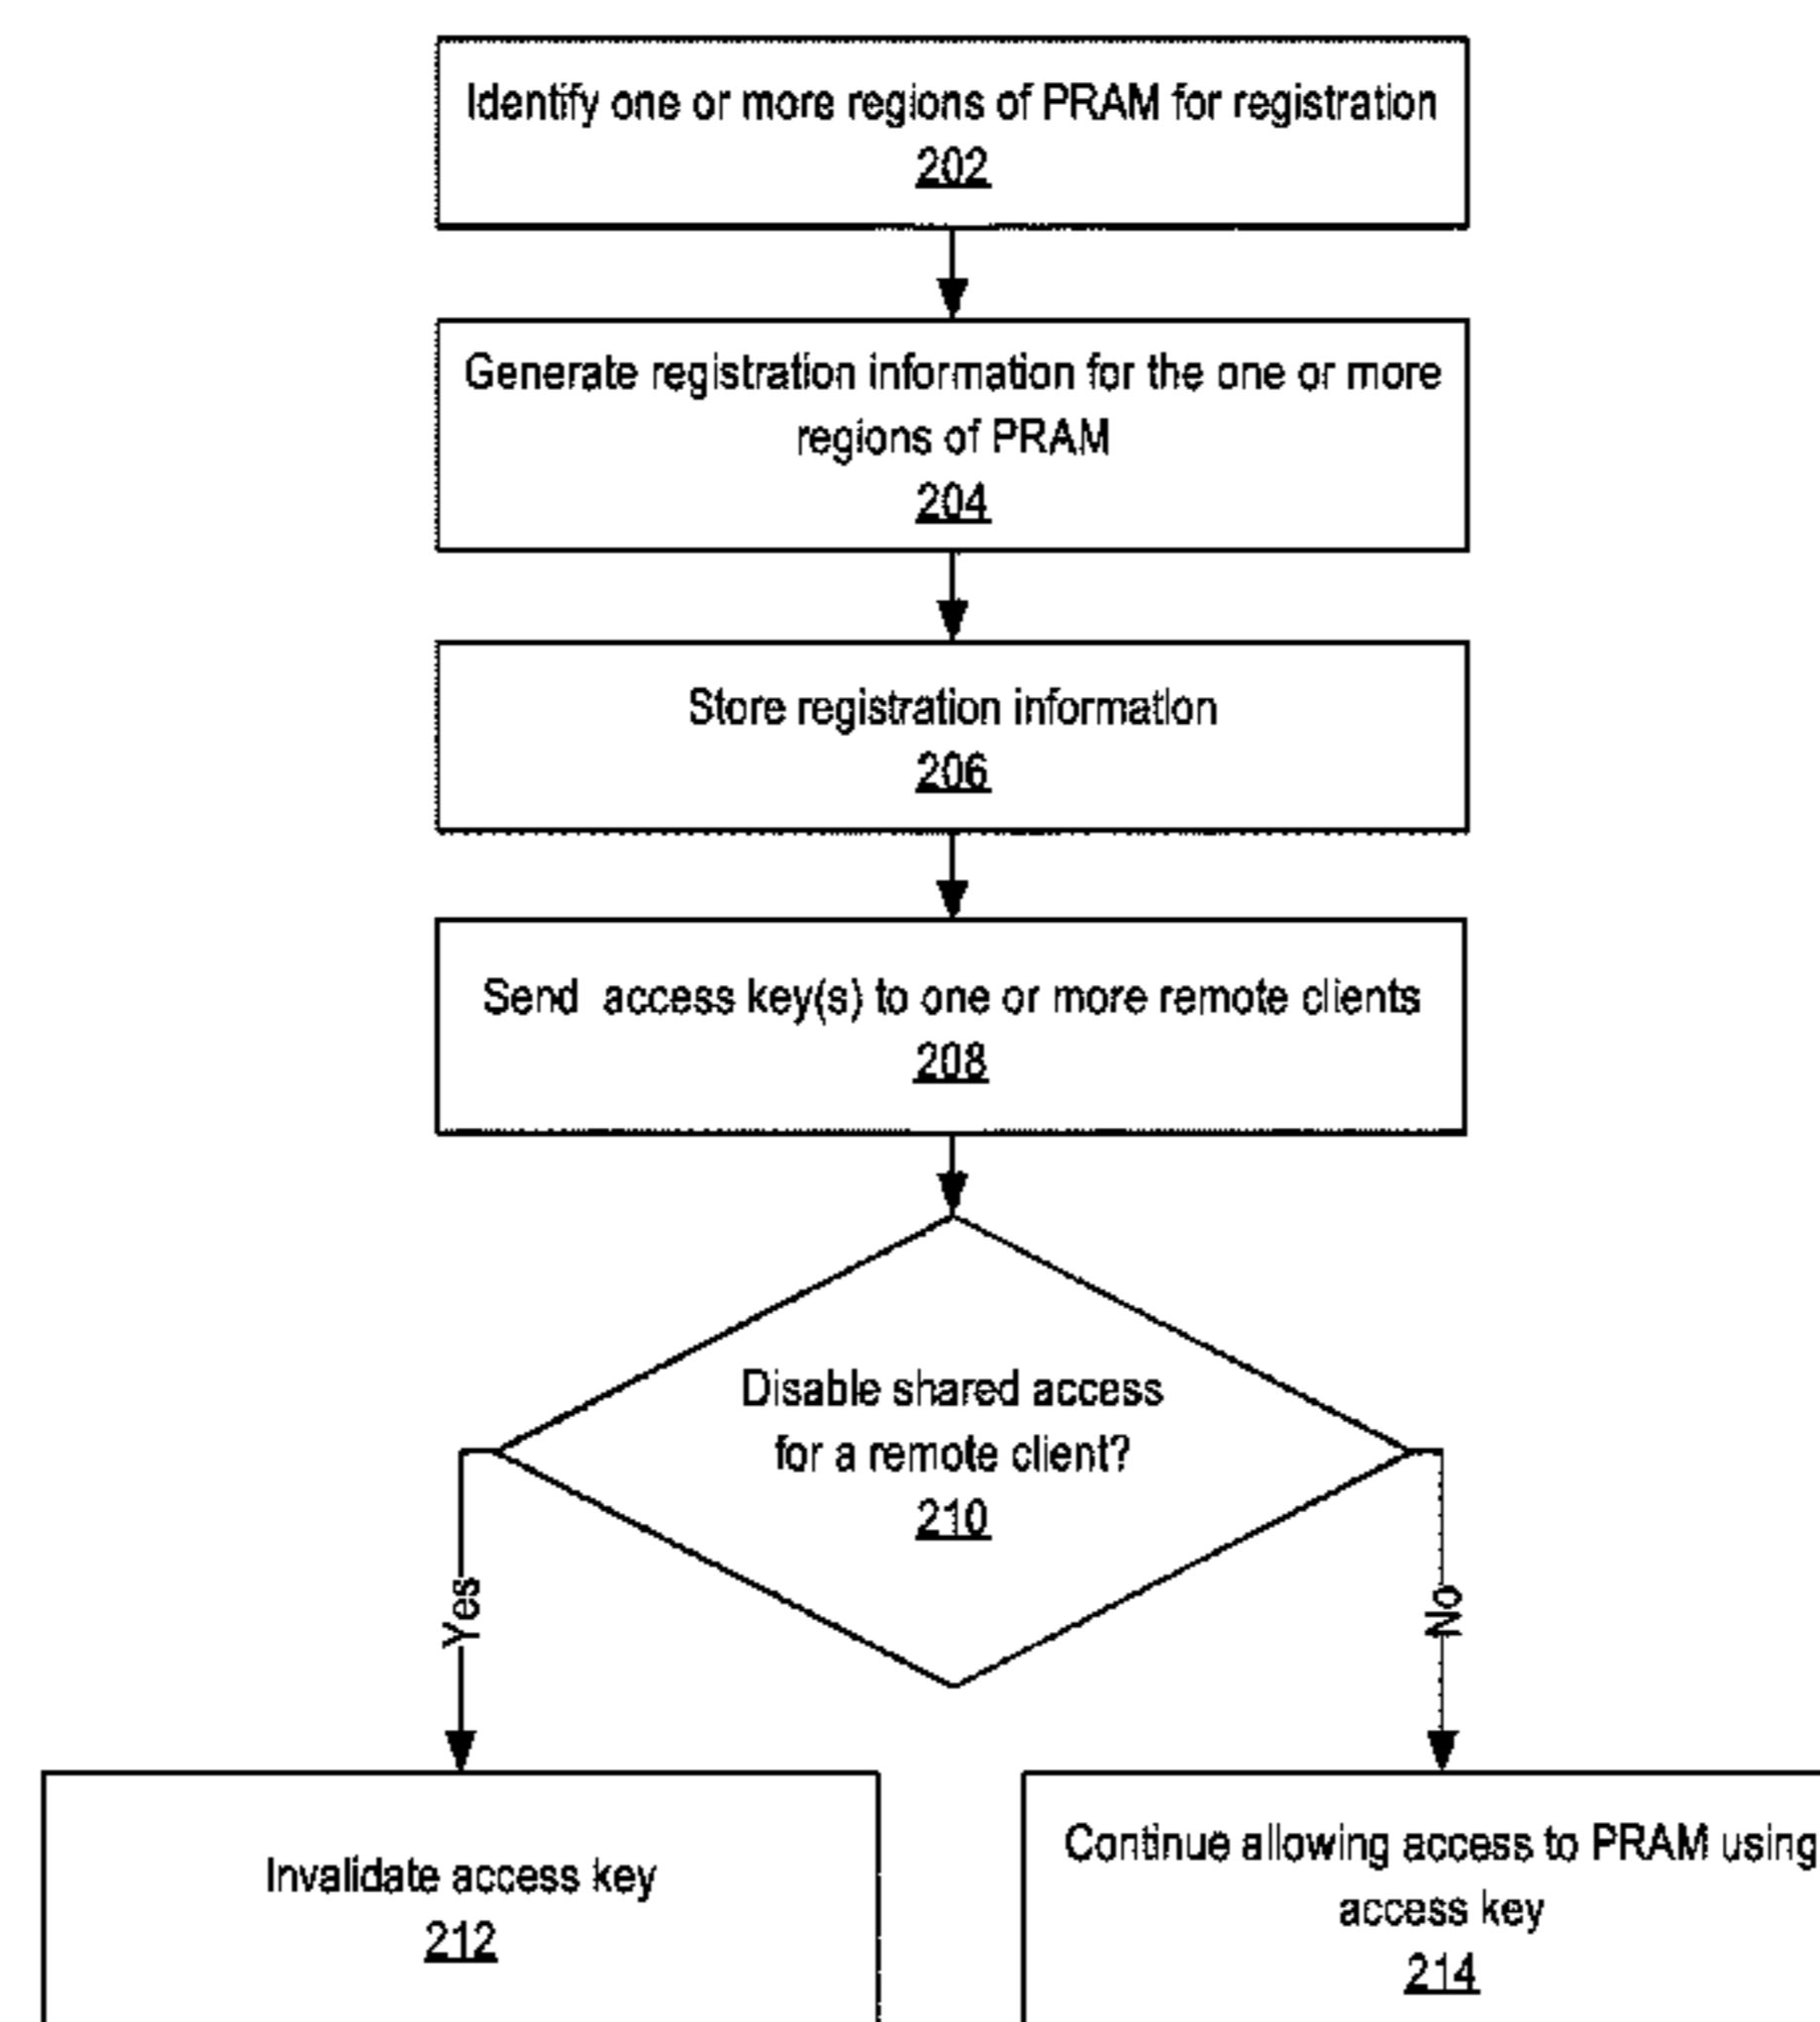 Identify one or more regions of PRAM for registration
202
Generate registration information for the one or more
regions of PRAM
204
Store registration information
206
Send access key(s) to one or more remote clients
208
Disable shared access
for a remote client?
210
Yes
No
Invalidate access key
212
Continue allowing access to PRAM using
access key
214